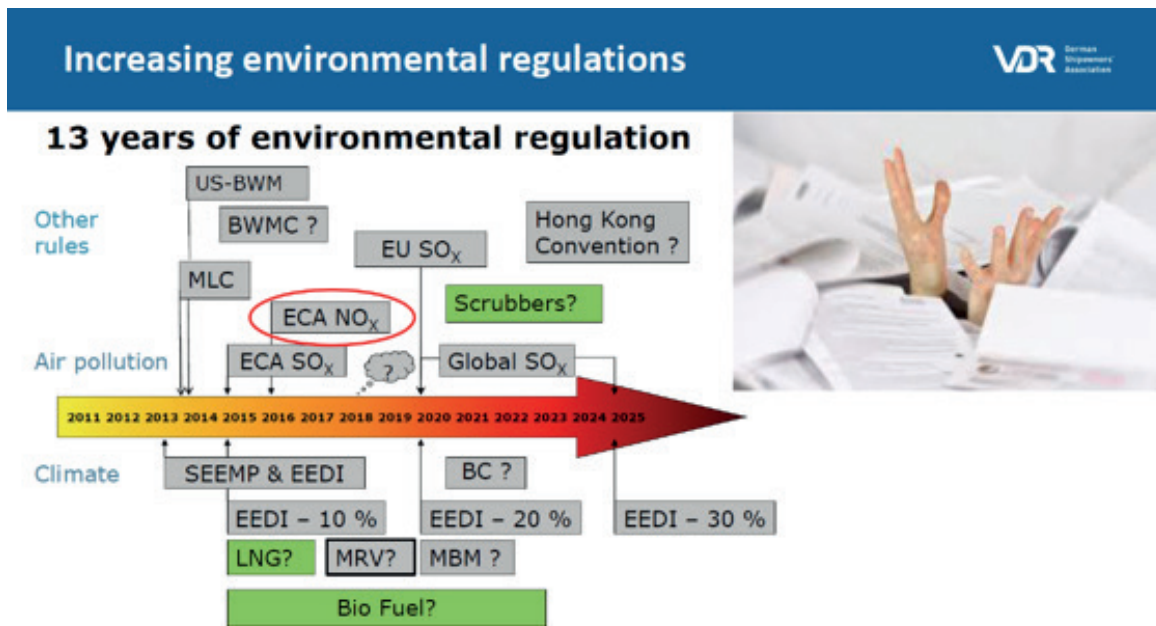 Increasing environmental regulations
VDR German
Shipowners'
Association
13 years of environmental regulation
US-BWM
Other
rules
BWMC ?
Hong Kong
Convention ?
EU SOX
MLC
Scrubbers?
ECA NOX
Air pollution
ECA SOX
?
Global SOX
2011 2012 2013 2014 2015 2016 2017 2018 2019 2020 2021 2022 2023 2024 2025
Climate
SEEMP & EEDI
BC ?
EEDI – 10 %
EEDI – 20 %
EEDI – 30 %
LNG?
MRV?
MBM ?
Bio Fuel?